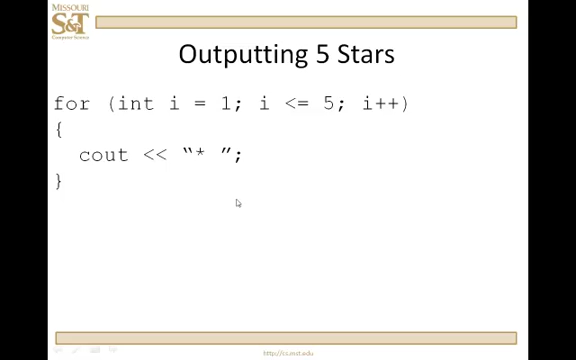 MISSOURI
S&T
Computer Science
Outputting 5 Stars
for (int i = 1; i <= 5; i++)
{
cout << “* ”;
}
http://cs.mst.edu